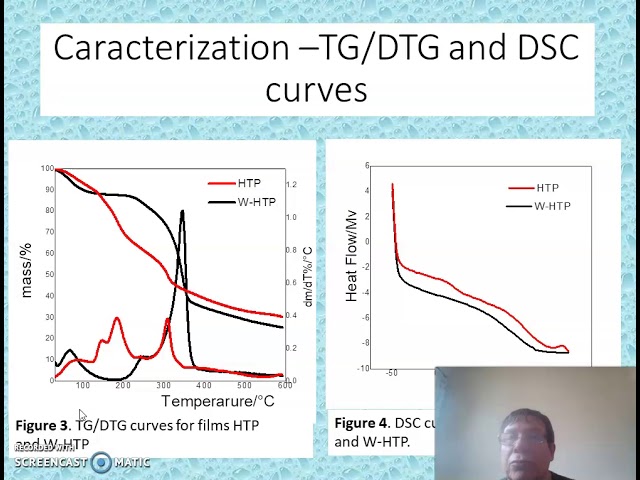 Caracterization –TG/DTG and DSC
curves
100
90
80
70
60
50
40
30
20
10
0
mass/%
HTP
W-HTP
1.2
1.0
0.8
0.6
0.4
0.2
0.0
dm/dT%/°C
100 200 300 400 500 600
Temperarure/°C
Figure 3. TG/DTG curves for films HTP
and W-HTP
6
4
2
0
-2
-4
-6
-8
-10
Heat Flow/Mv
HTP
W-HTP
-50
Figure 4. DSC
and W-HTP.
RECORDED WITH
SCREENCAST MATIC